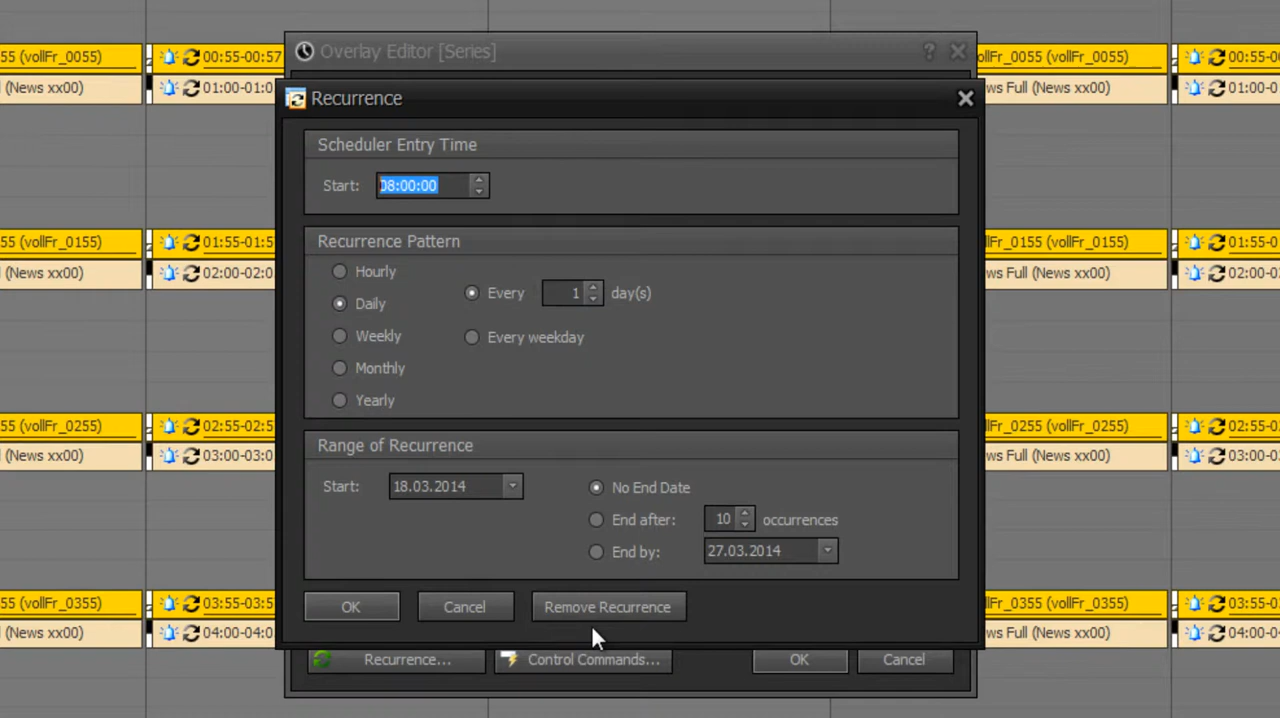 Overlay Editor [Series]
55 (vollFr_0055)
00:55-00:57
lFr_0055 (vollFr_0055)
00:55-0
(News xx00)
01:00-01:0
ws Full (News xx00)
01:00-0
Recurrence
Scheduler Entry Time
Start: 08:00:00
Recurrence Pattern
55 (vollFr_0155)
01:55-01:5
lFr_0155 (vollFr_0155)
01:55-0
(News xx00)
02:00-02:0
ws Full (News xx00)
02:00-0
Hourly
Daily
Every 1 day(s)
Weekly
Every weekday
Monthly
Yearly
55 (vollFr_0255)
02:55-02:5
lFr_0255 (vollFr_0255)
02:55-0
(News xx00)
03:00-03:0
ws Full (News xx00)
03:00-0
Range of Recurrence
Start: 18.03.2014
No End Date
End after: 10 occurrences
End by: 27.03.2014
55 (vollFr_0355)
03:55-03:5
lFr_0355 (vollFr_0355)
03:55-0
(News xx00)
04:00-04:0
ws Full (News xx00)
04:00-0
OK
Cancel
Remove Recurrence
Recurrence...
Control Commands...
OK
Cancel